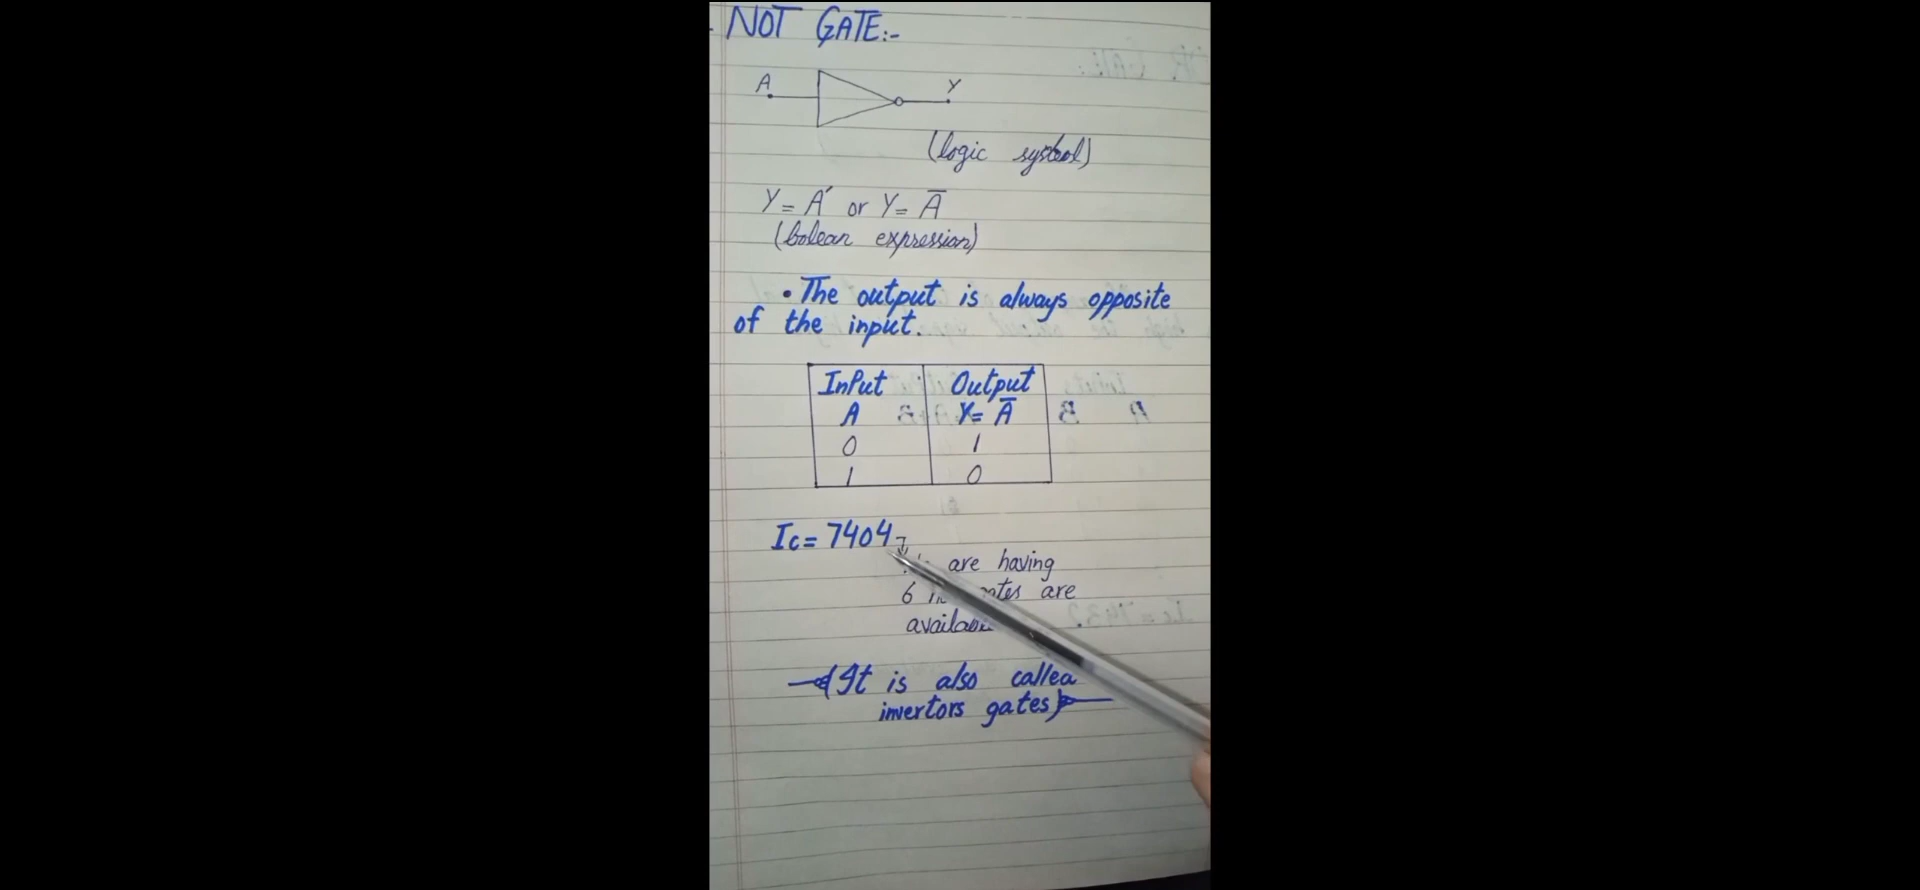 NOT GATE:-
A Y
(logic symbol)
Y = A' or Y = A̅
(bolean expression)
• The output is always opposite
of the input.
InPut Output
A Y = A̅
0 1
1 0
Ic = 7404
are having
6 are
It is also called
invertors gates